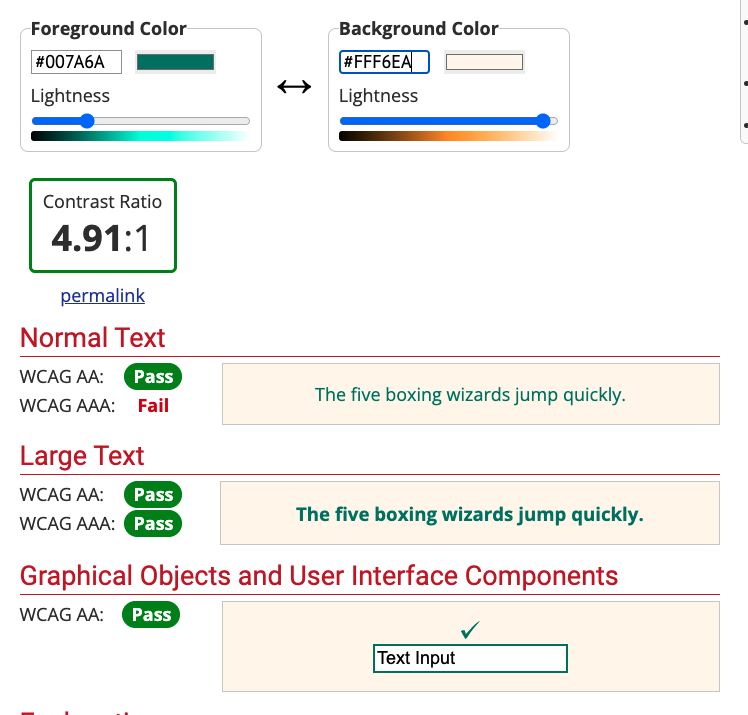 Foreground Color
Background Color
#007A6A
#FFF6EA
Lightness
Lightness
Contrast Ratio
4.91:1
permalink
Normal Text
WCAG AA: Pass
WCAG AAA: Fail
The five boxing wizards jump quickly.
Large Text
WCAG AA: Pass
WCAG AAA: Pass
The five boxing wizards jump quickly.
Graphical Objects and User Interface Components
WCAG AA: Pass
✓
Text Input